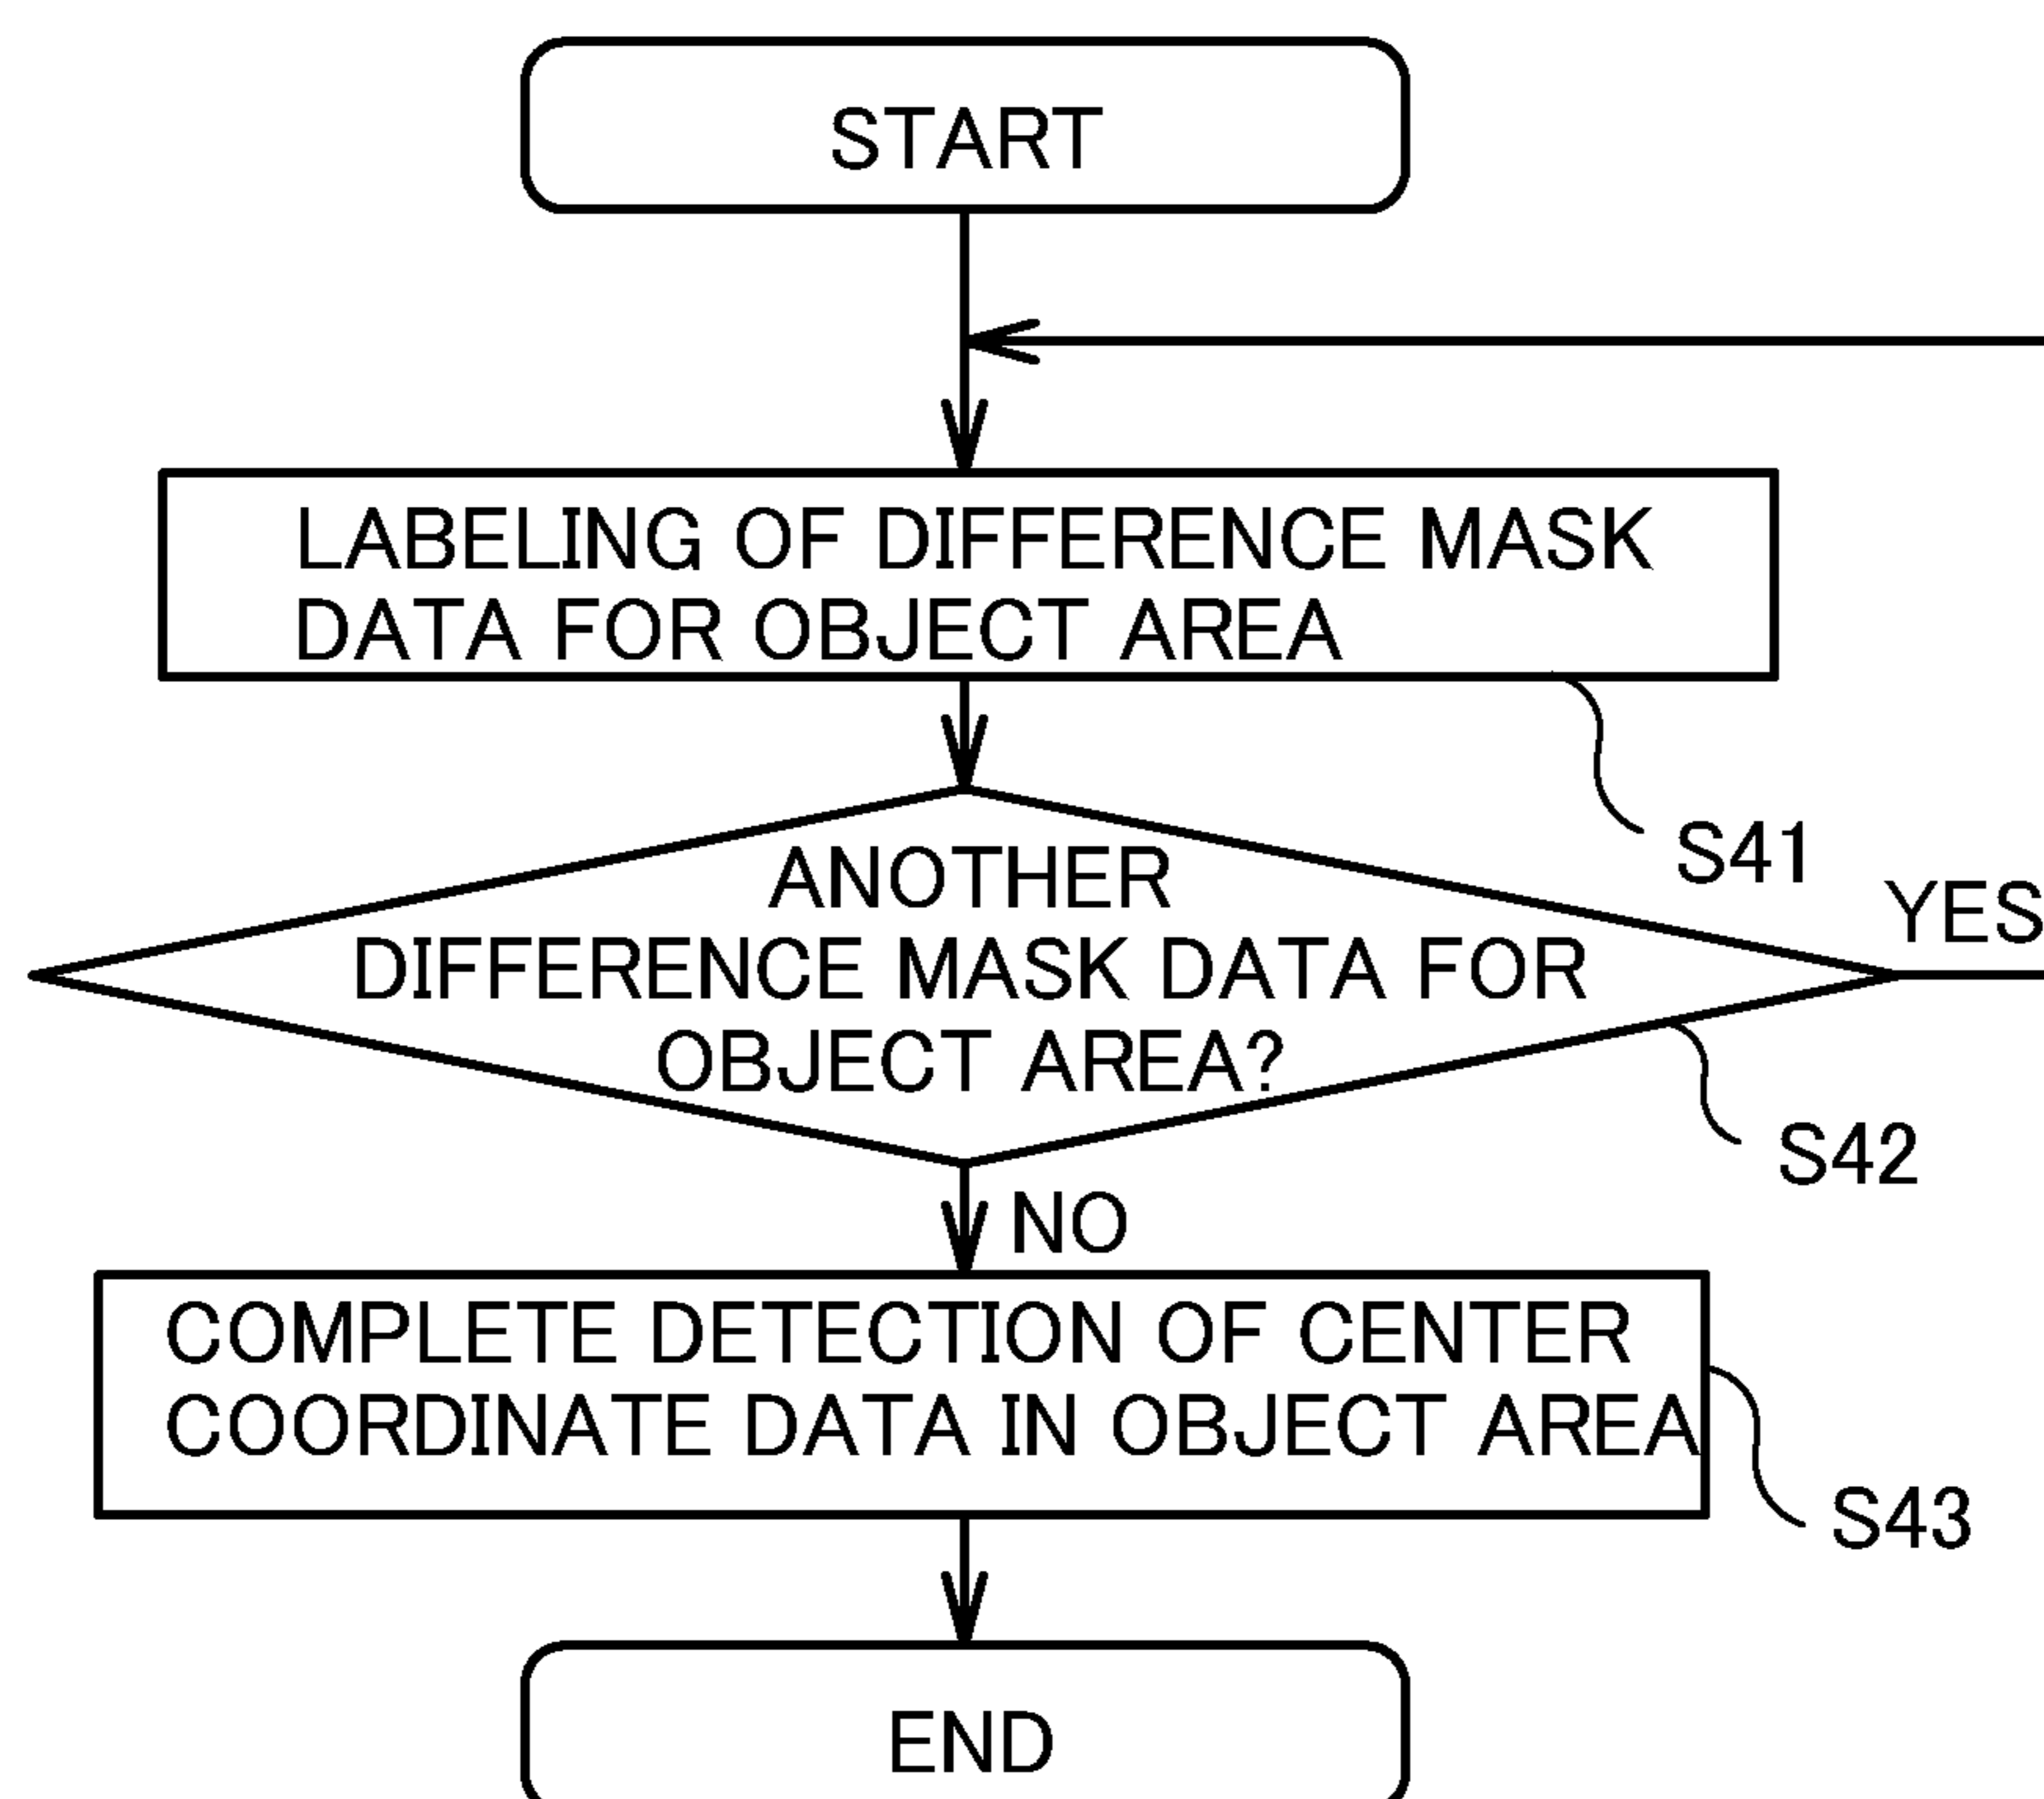 START
LABELING OF DIFFERENCE MASK
DATA FOR OBJECT AREA
S41
ANOTHER
DIFFERENCE MASK DATA FOR
OBJECT AREA?
YES
S42
NO
COMPLETE DETECTION OF CENTER
COORDINATE DATA IN OBJECT AREA
S43
END